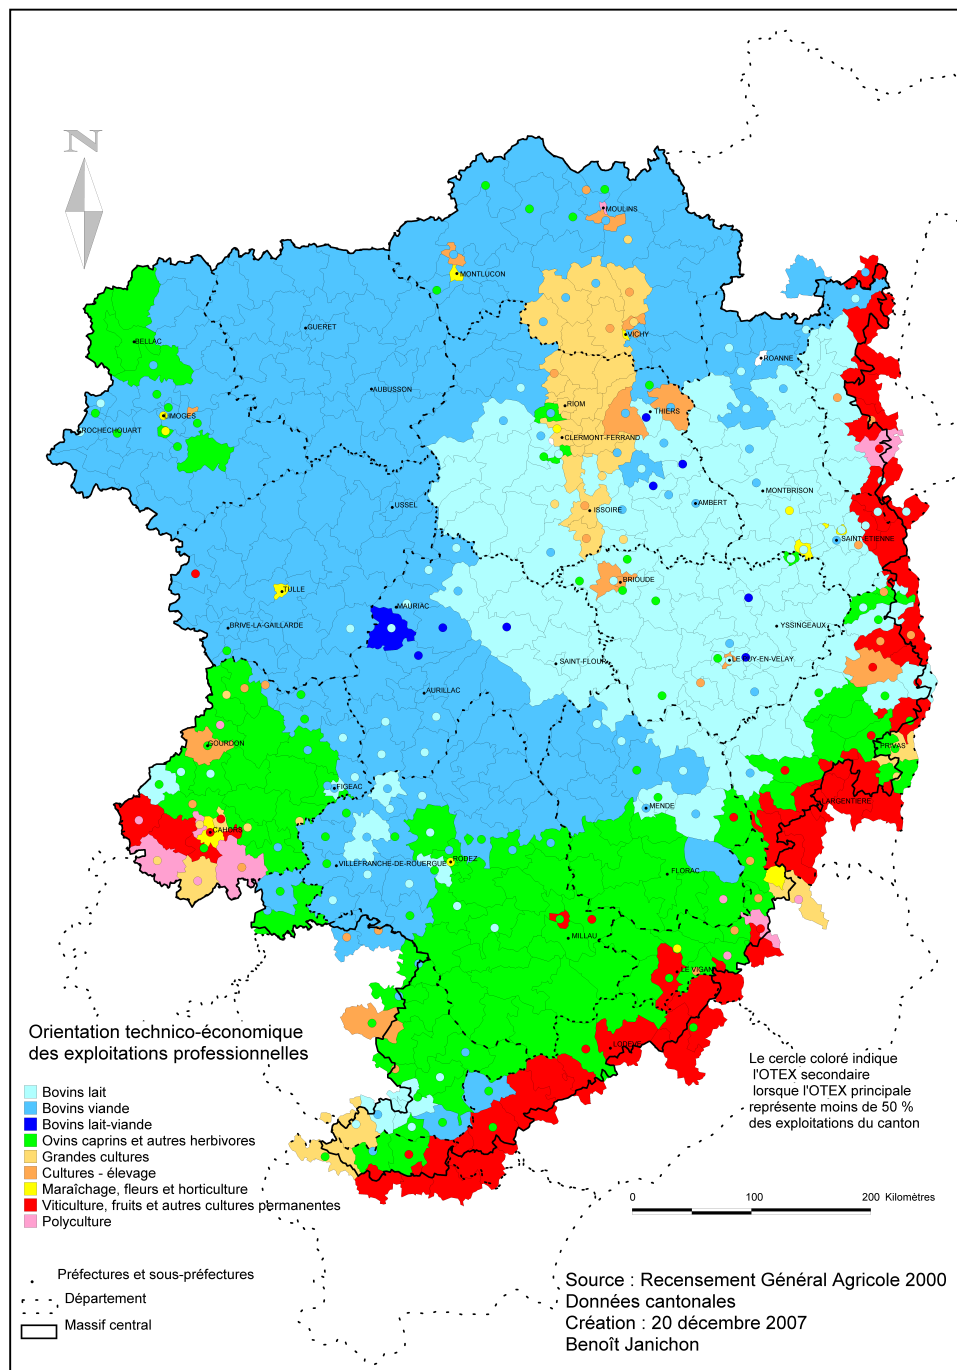 N
MOULINS
MONTLUCON
GUERET
BELLAC
VICHY
ROANNE
AUBUSSON
RIOM
THIERS
LIMOGES
ROCHECHOUART
CLERMONT-FERRAND
MONTBRISON
AMBERT
USSEL
ISSOIRE
SAINT-ETIENNE
BRIOUDE
TULLE
MAURIAC
BRIVE-LA-GAILLARDE
YSSINGEAUX
SAINT-FLOUR
LE PUY-EN-VELAY
AURILLAC
GOURDON
PRIVAS
FIGEAC
LARGENTIERE
MENDE
CAHORS
VILLEFRANCHE-DE-ROUERGUE
RODEZ
FLORAC
MILLAU
LE VIGAN
LODEVE
Orientation technico-économique
des exploitations professionnelles
Bovins lait
Bovins viande
Bovins lait-viande
Ovins caprins et autres herbivores
Grandes cultures
Cultures - élevage
Maraîchage, fleurs et horticulture
Viticulture, fruits et autres cultures permanentes
Polyculture
Le cercle coloré indique
l'OTEX secondaire
lorsque l'OTEX principale
représente moins de 50 %
des exploitations du canton
0 100 200 Kilomètres
Préfectures et sous-préfectures
Département
Massif central
Source : Recensement Général Agricole 2000
Données cantonales
Création : 20 décembre 2007
Benoît Janichon